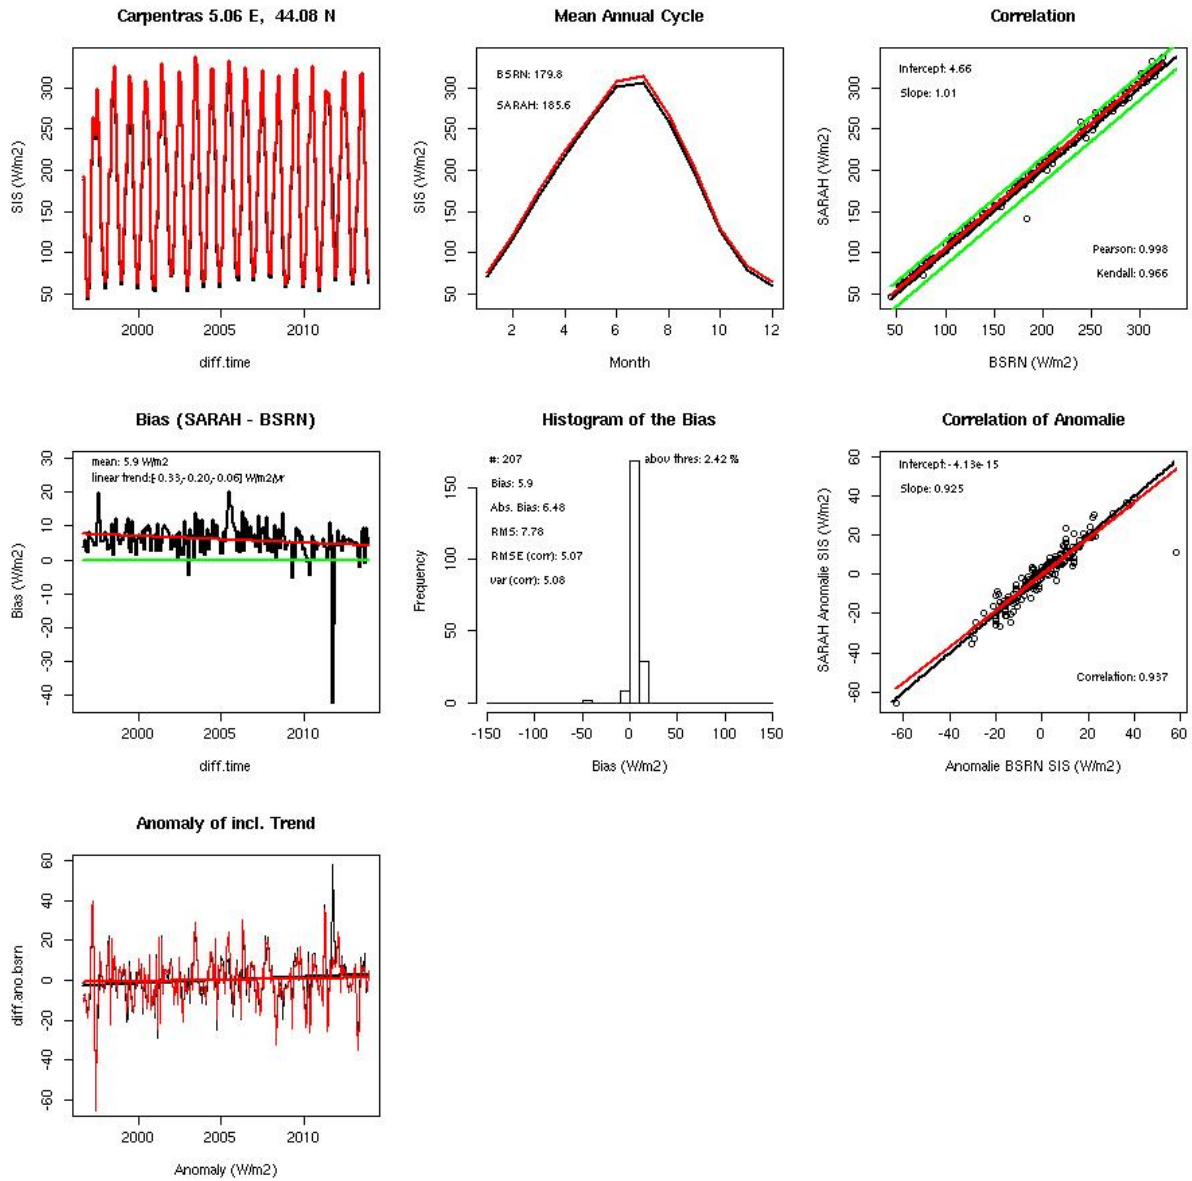 Carpentras 5.06 E, 44.08 N
300
250
200
150
100
50
SIS (W/m2)
2000 2005 2010
diff.time
Mean Annual Cycle
BSRN: 179.8
SARAH: 185.6
300
250
200
150
100
50
SIS (W/m2)
2 4 6 8 10 12
Month
Correlation
Intercept: 4.66
Slope: 1.01
Pearson: 0.998
Kendall: 0.966
300
250
200
150
100
50
SARAH (W/m2)
50 100 150 200 250 300
BSRN (W/m2)
Bias (SARAH - BSRN)
mean: 5.9 W/m2
linear trend:[-0.33,-0.20,-0.06] W/m2/yr
30
20
10
0
-10
-20
-30
-40
Bias (W/m2)
2000 2005 2010
diff.time
Histogram of the Bias
#: 207
abov thres: 2.42 %
Bias: 5.9
Abs. Bias: 6.48
RMS: 7.78
RMSE (corr): 5.07
var (corr): 5.08
150
100
50
0
Frequency
-150 -100 -50 0 50 100 150
Bias (W/m2)
Correlation of Anomalie
Intercept:-4.13e-15
Slope: 0.925
Correlation: 0.937
60
40
20
0
-20
-40
-60
SARAH Anomalie SIS (W/m2)
-60 -40 -20 0 20 40 60
Anomalie BSRN SIS (W/m2)
Anomaly of incl. Trend
60
40
20
0
-20
-40
-60
diff.ano.bsrn
2000 2005 2010
Anomaly (W/m2)